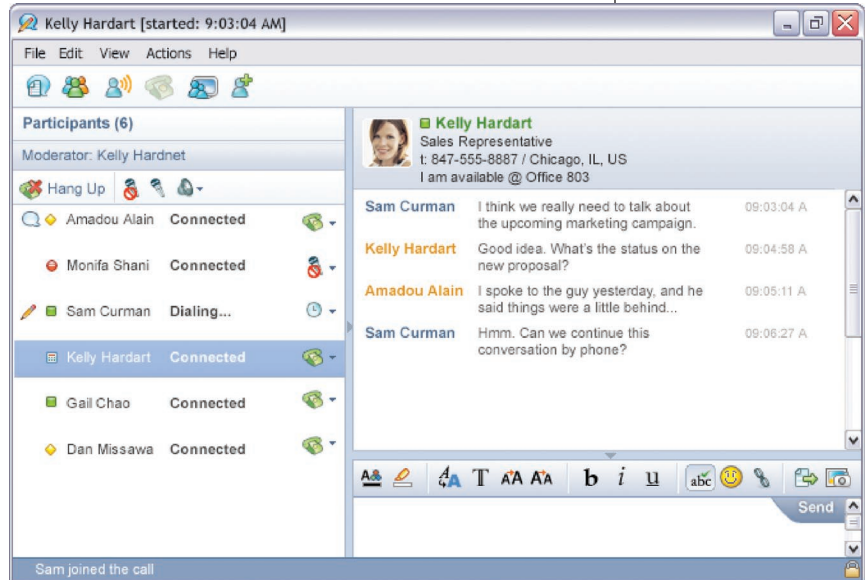 Kelly Hardart [started: 9:03:04 AM]
File Edit View Actions Help
Participants (6)
Moderator: Kelly Hardnet
Hang Up
Amadou Alain Connected
Monifa Shani Connected
Sam Curman Dialing...
Kelly Hardart Connected
Gail Chao Connected
Dan Missawa Connected
Kelly Hardart
Sales Representative
t: 847-555-8887 / Chicago, IL, US
I am available @ Office 803
Sam Curman I think we really need to talk about 09:03:04 A
the upcoming marketing campaign.
Kelly Hardart Good idea. What's the status on the 09:04:58 A
new proposal?
Amadou Alain I spoke to the guy yesterday, and he 09:05:11 A
said things were a little behind...
Sam Curman Hmm. Can we continue this 09:06:27 A
conversation by phone?
A& A A T AA AA b i u abc
Send
Sam joined the call